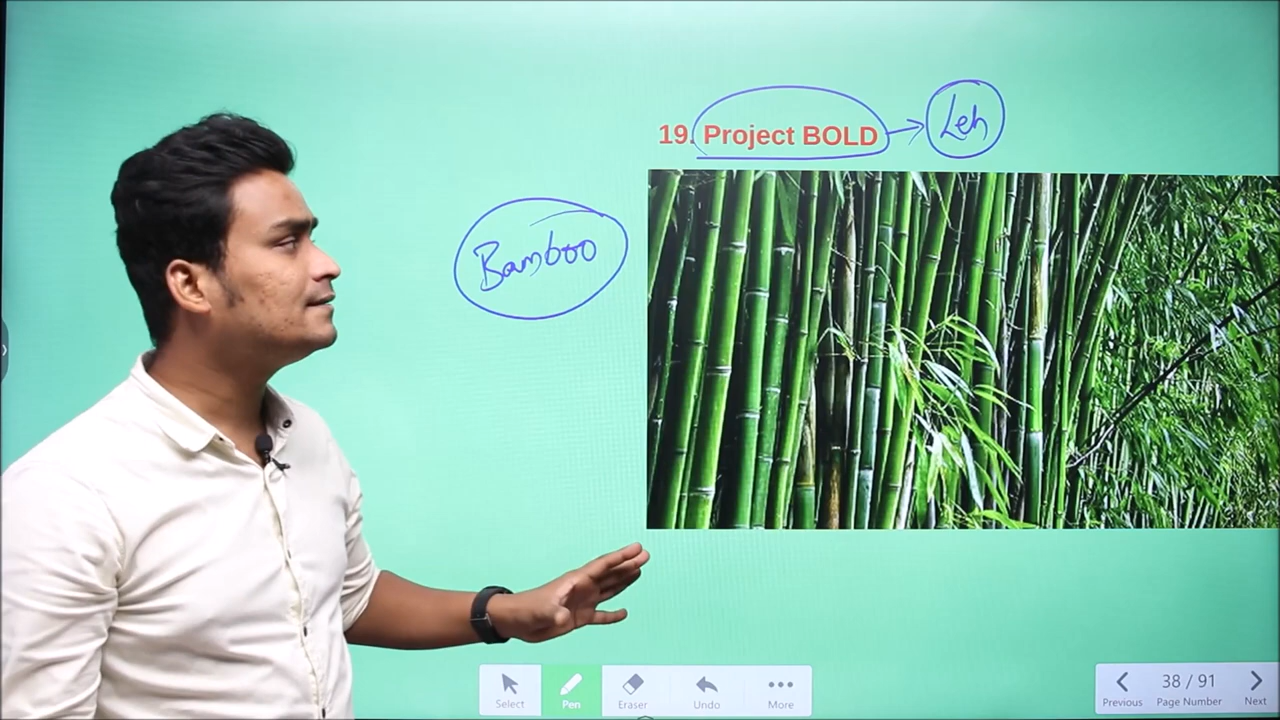 19. Project BOLD
Leh
Bamboo
Select
Pen
Eraser
Undo
More
Previous
38 / 91
Page Number
Next